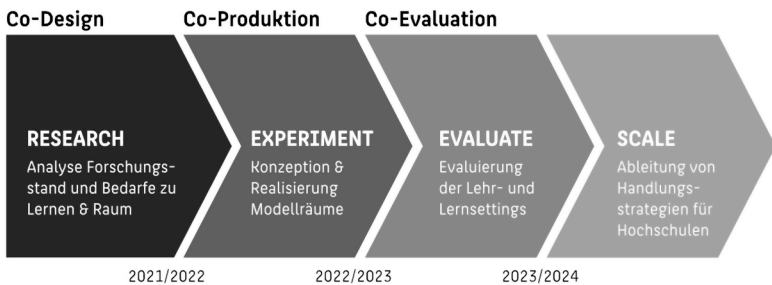 Co-Design
Co-Produktion
Co-Evaluation
RESEARCH
Analyse Forschungs-
stand und Bedarfe zu
Lernen & Raum
EXPERIMENT
Konzeption &
Realisierung
Modellräume
EVALUATE
Evaluierung
der Lehr- und
Lernsettings
SCALE
Ableitung von
Handlungs-
strategien für
Hochschulen
2021/2022
2022/2023
2023/2024